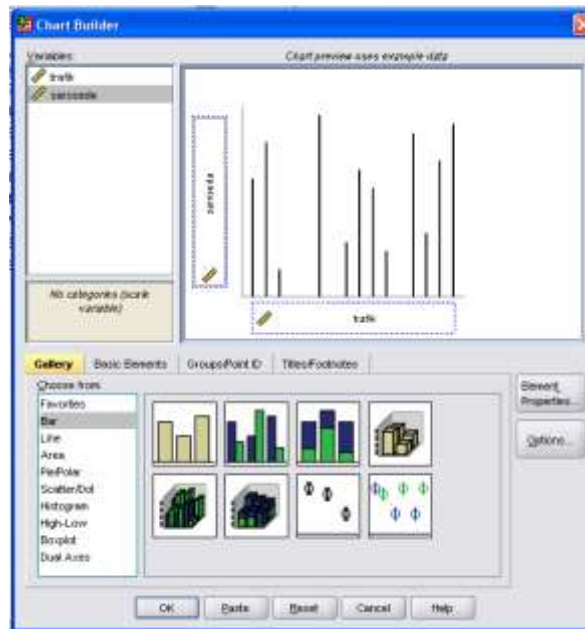 Chart Builder
Variables:
Chart preview uses example data
trafik
No categories (scale
variable)
trafik
Gallery
Basic Elements
Groups/Point ID
Titles/Footnotes
Choose from:
Favorites
Bar
Line
Area
Pie/Polar
Scatter/Dot
Histogram
High-Low
Boxplot
Dual Axes
Element
Properties...
Options...
OK
Paste
Reset
Cancel
Help